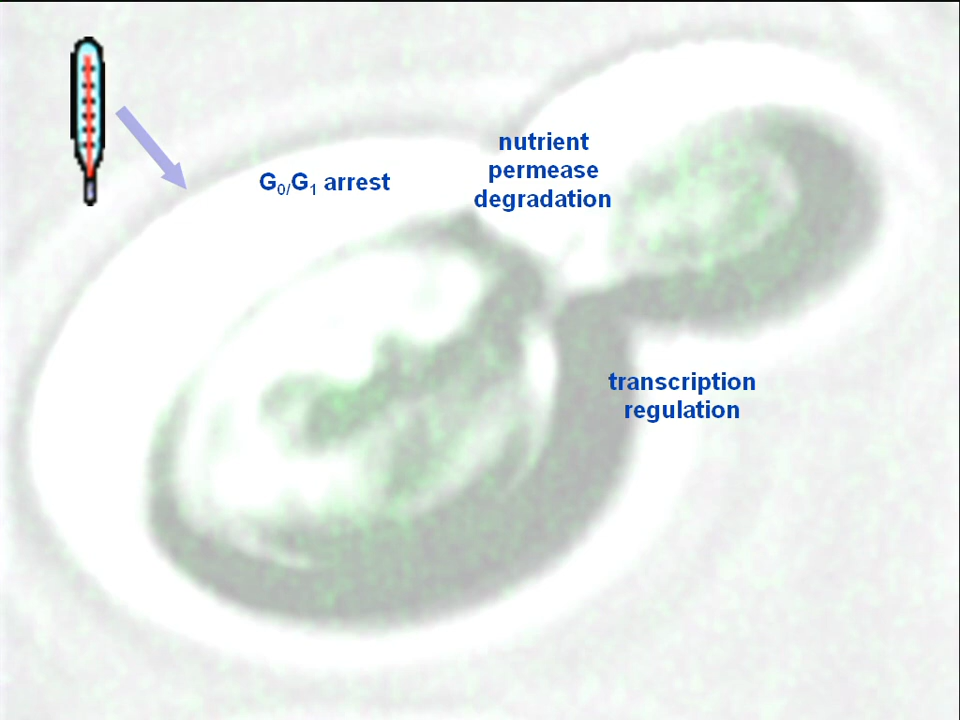 G0/G1 arrest
nutrient
permease
degradation
transcription
regulation